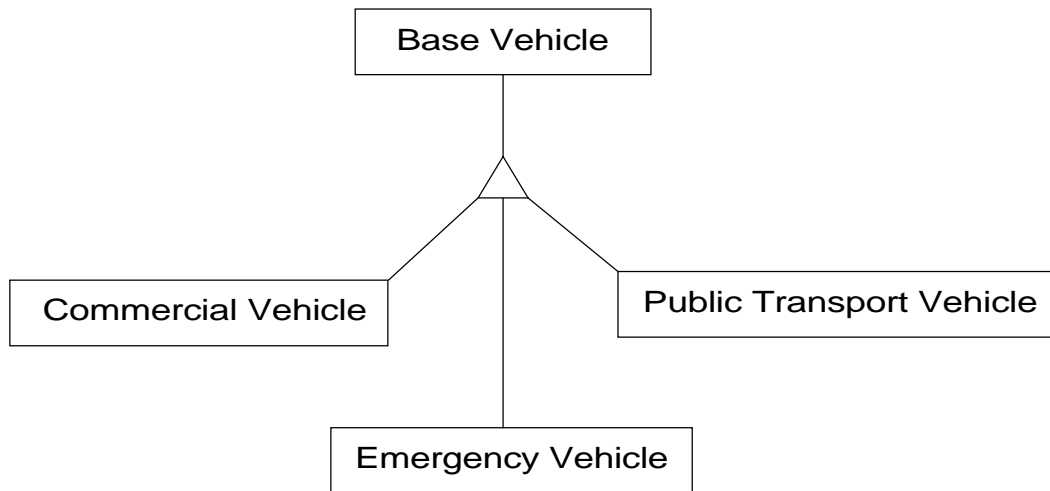 Base Vehicle
Commercial Vehicle
Public Transport Vehicle
Emergency Vehicle